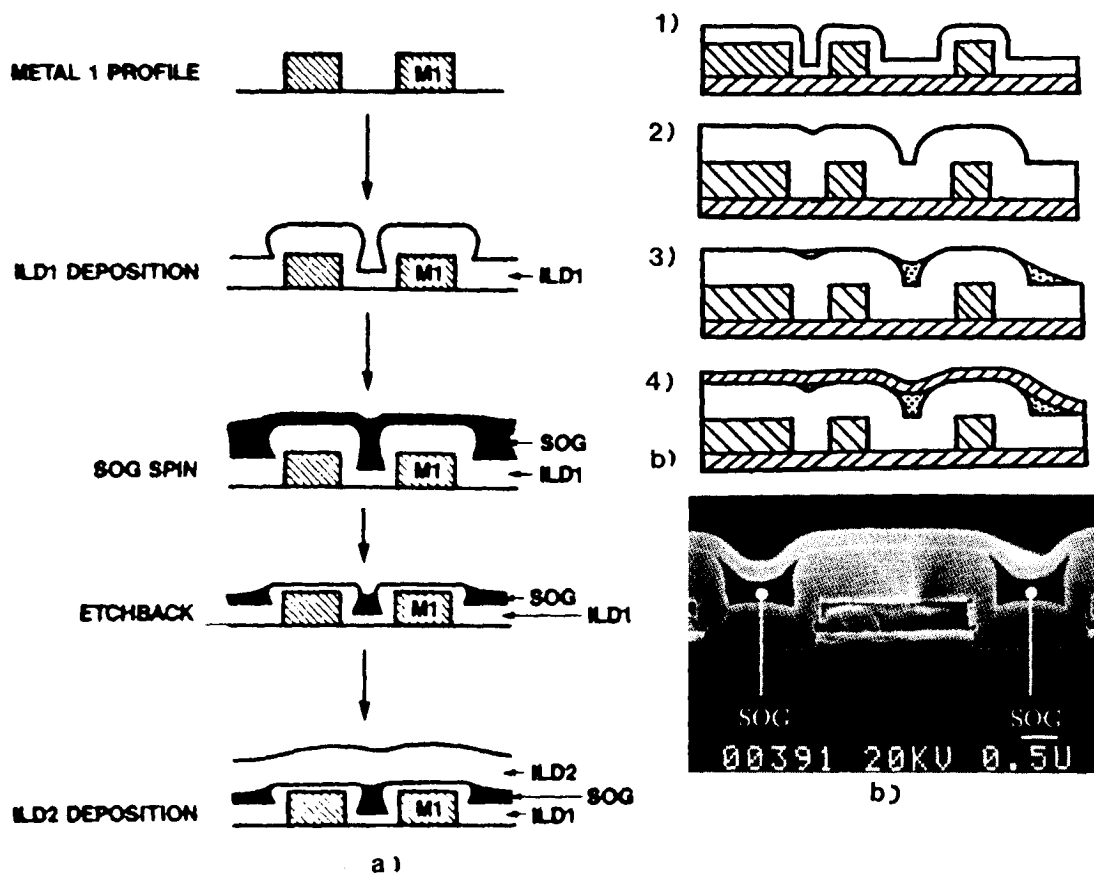 METAL 1 PROFILE
M1
ILD1 DEPOSITION
M1
ILD1
SOG SPIN
SOG
M1
ILD1
ETCHBACK
SOG
M1
ILD1
ILD2 DEPOSITION
ILD2
SOG
M1
ILD1
a)
1)
2)
3)
4)
b)
SOG
SOG
00391 20KV 0.5U
b)